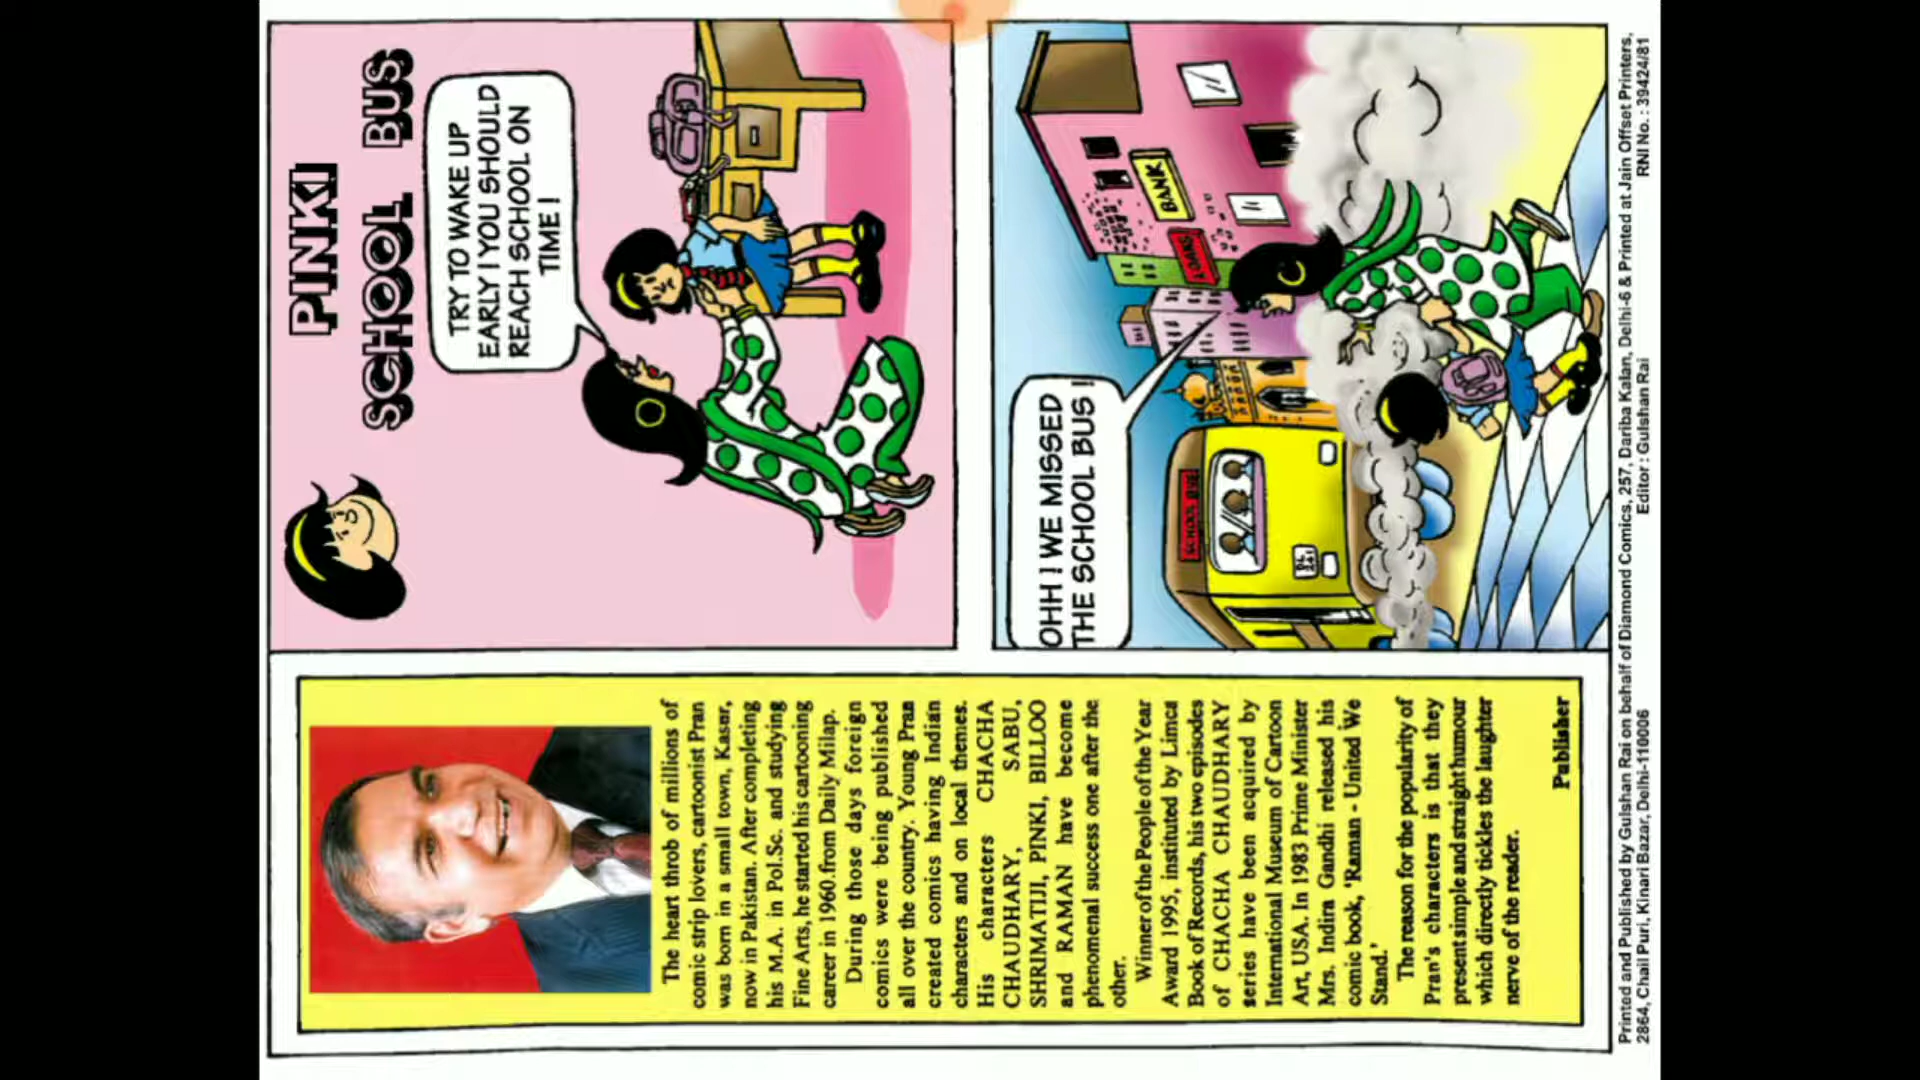 The heart throb of millions of
comic strip lovers, cartoonist Pran
was born in a small town, Kasur,
now in Pakistan. After completing
his M.A. in Pol.Sc. and studying
Fine Arts, he started his cartooning
career in 1960.from Daily Milap.
During those days foreign
comics were being published
all over the country. Young Pran
created comics having Indian
characters and on local themes.
His characters CHACHA
CHAUDHARY, SABU,
SHRIMATIJI, PINKI, BILLOO
and RAMAN have become
phenomenal success one after the
other.
Winner of the People of the Year
Award 1995, instituted by Limca
Book of Records, his two episodes
of CHACHA CHAUDHARY
series have been acquired by
International Museum of Cartoon
Art, USA. In 1983 Prime Minister
Mrs. Indira Gandhi released his
comic book, 'Raman - United We
Stand.'
The reason for the popularity of
Pran's characters is that they
present simple and straight humour
which directly tickles the laughter
nerve of the reader.
Publisher
PINKI
SCHOOL BUS
TRY TO WAKE UP
EARLY ! YOU SHOULD
REACH SCHOOL ON
TIME !
OHH ! WE MISSED
THE SCHOOL BUS !
BANK
LOANS
SCHOOL BUS
DL
241
Printed and Published by Gulshan Rai on behalf of Diamond Comics, 257, Dariba Kalan, Delhi-6 & Printed at Jain Offset Printers,
2864, Chail Puri, Kinari Bazar, Delhi-110006 Editor : Gulshan Rai RNI No. : 39424/81